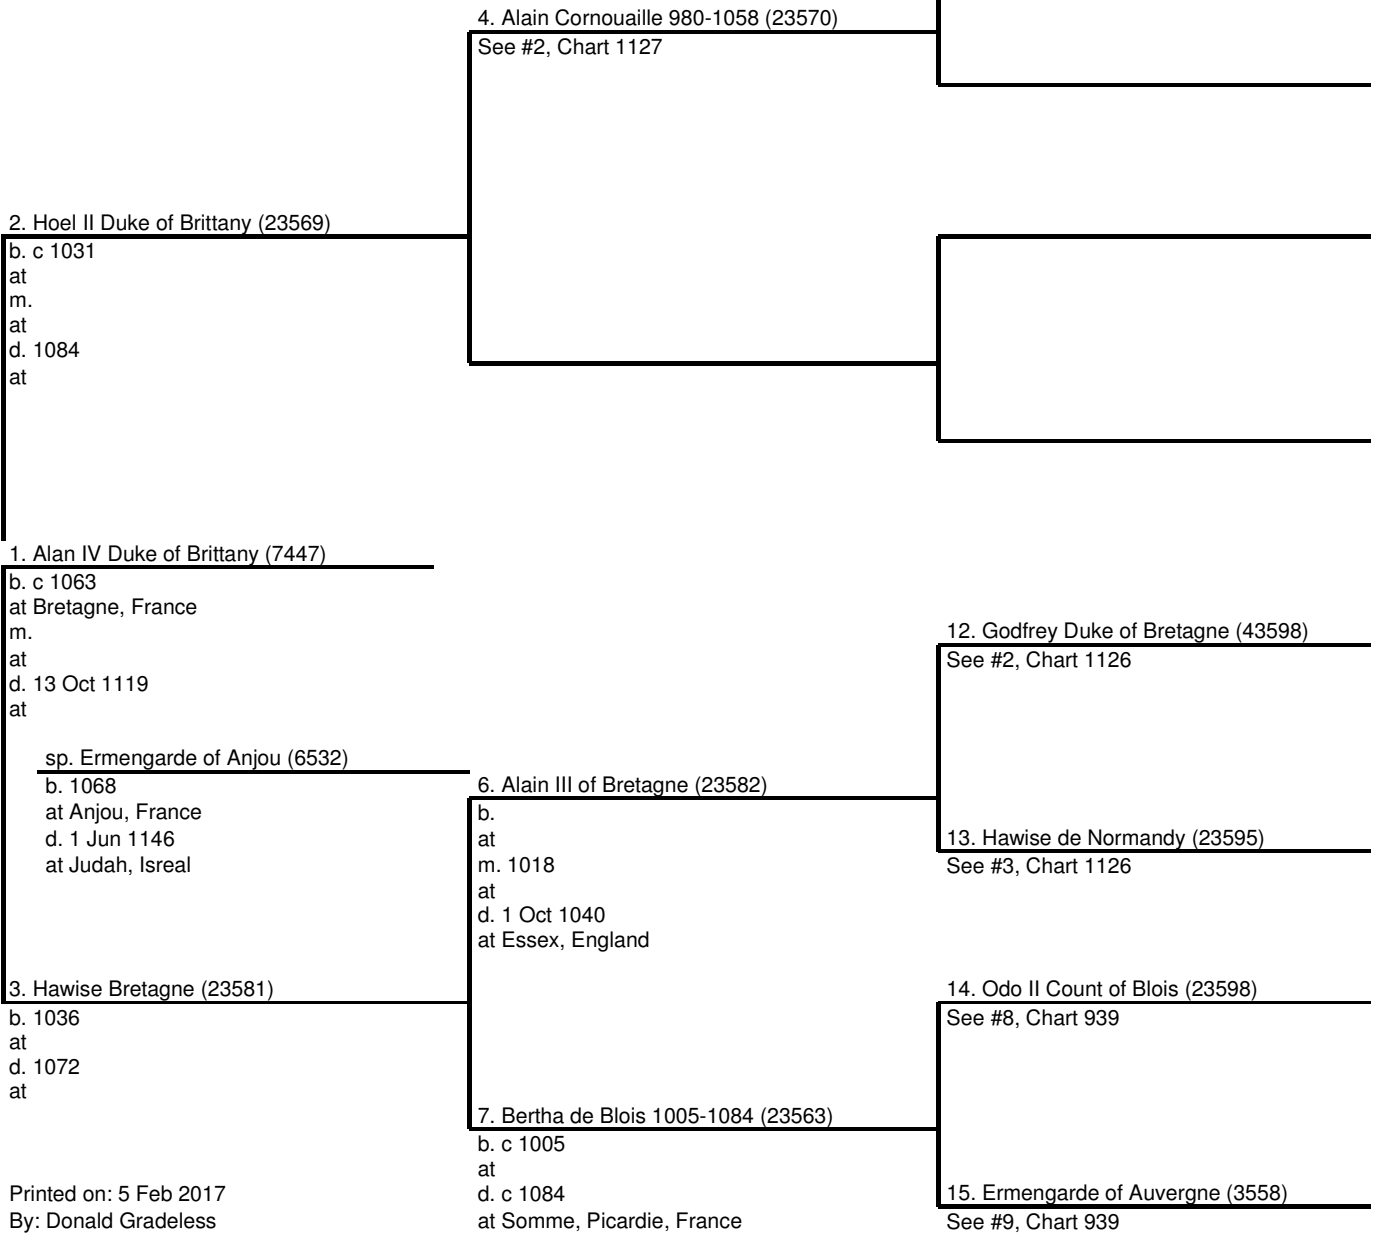 4. Alain Cornouaille 980-1058 (23570)
See #2, Chart 1127
2. Hoel II Duke of Brittany (23569)
b. c 1031
at
m.
at
d. 1084
at
1. Alan IV Duke of Brittany (7447)
b. c 1063
at Bretagne, France
m.
at
d. 13 Oct 1119
at
sp. Ermengarde of Anjou (6532)
b. 1068
at Anjou, France
d. 1 Jun 1146
at Judah, Isreal
12. Godfrey Duke of Bretagne (43598)
See #2, Chart 1126
6. Alain III of Bretagne (23582)
b.
at
m. 1018
at
d. 1 Oct 1040
at Essex, England
13. Hawise de Normandy (23595)
See #3, Chart 1126
3. Hawise Bretagne (23581)
b. 1036
at
d. 1072
at
14. Odo II Count of Blois (23598)
See #8, Chart 939
7. Bertha de Blois 1005-1084 (23563)
b. c 1005
at
d. c 1084
at Somme, Picardie, France
15. Ermengarde of Auvergne (3558)
See #9, Chart 939
Printed on: 5 Feb 2017
By: Donald Gradeless